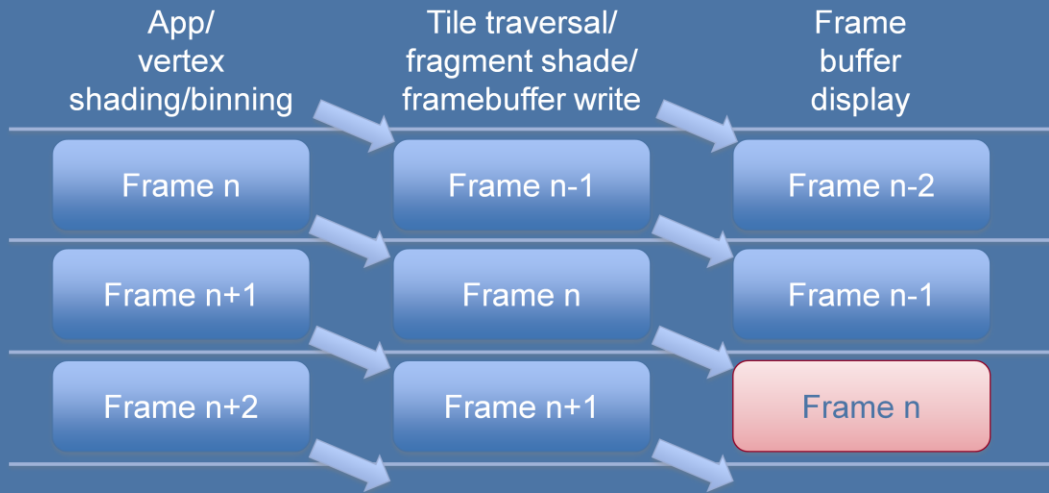 App/
vertex
shading/binning
Tile traversal/
fragment shade/
framebuffer write
Frame
buffer
display
Frame n
Frame n-1
Frame n-2
Frame n+1
Frame n
Frame n-1
Frame n+2
Frame n+1
Frame n